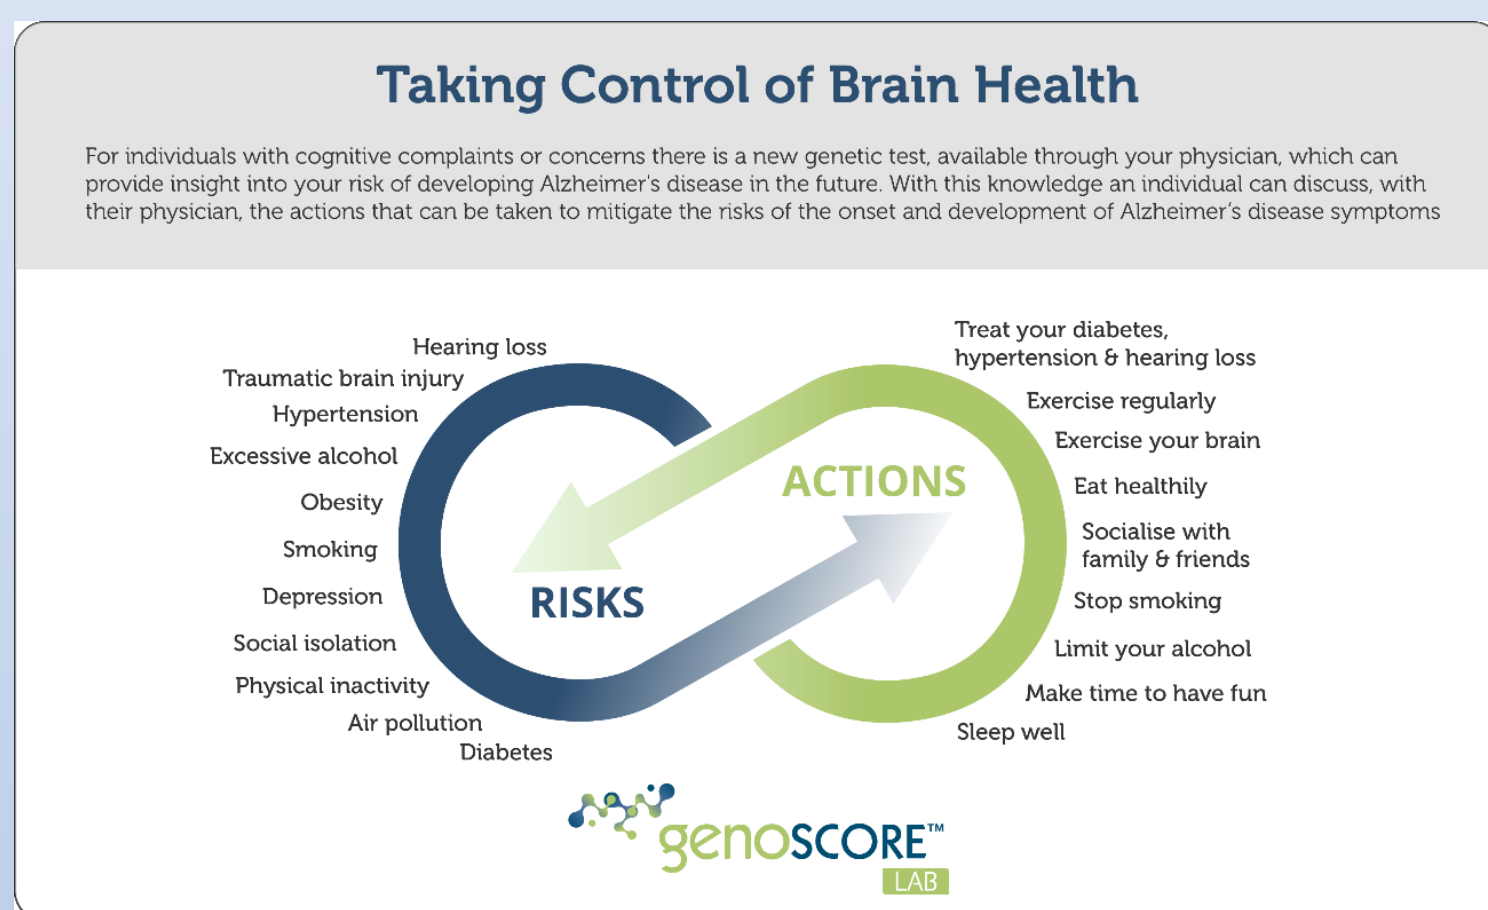 Taking Control of Brain Health
For individuals with cognitive complaints or concerns there is a new genetic test, available through your physician, which can
provide insight into your risk of developing Alzheimer's disease in the future. With this knowledge an individual can discuss, with
their physician, the actions that can be taken to mitigate the risks of the onset and development of Alzheimer's disease symptoms
Hearing loss
Traumatic brain injury
Hypertension
Excessive alcohol
Obesity
Smoking
Depression
Social isolation
Physical inactivity
Air pollution
Diabetes
RISKS
ACTIONS
Treat your diabetes,
hypertension & hearing loss
Exercise regularly
Exercise your brain
Eat healthily
Socialise with
family & friends
Stop smoking
Limit your alcohol
Make time to have fun
Sleep well
genoSCORE™
LAB